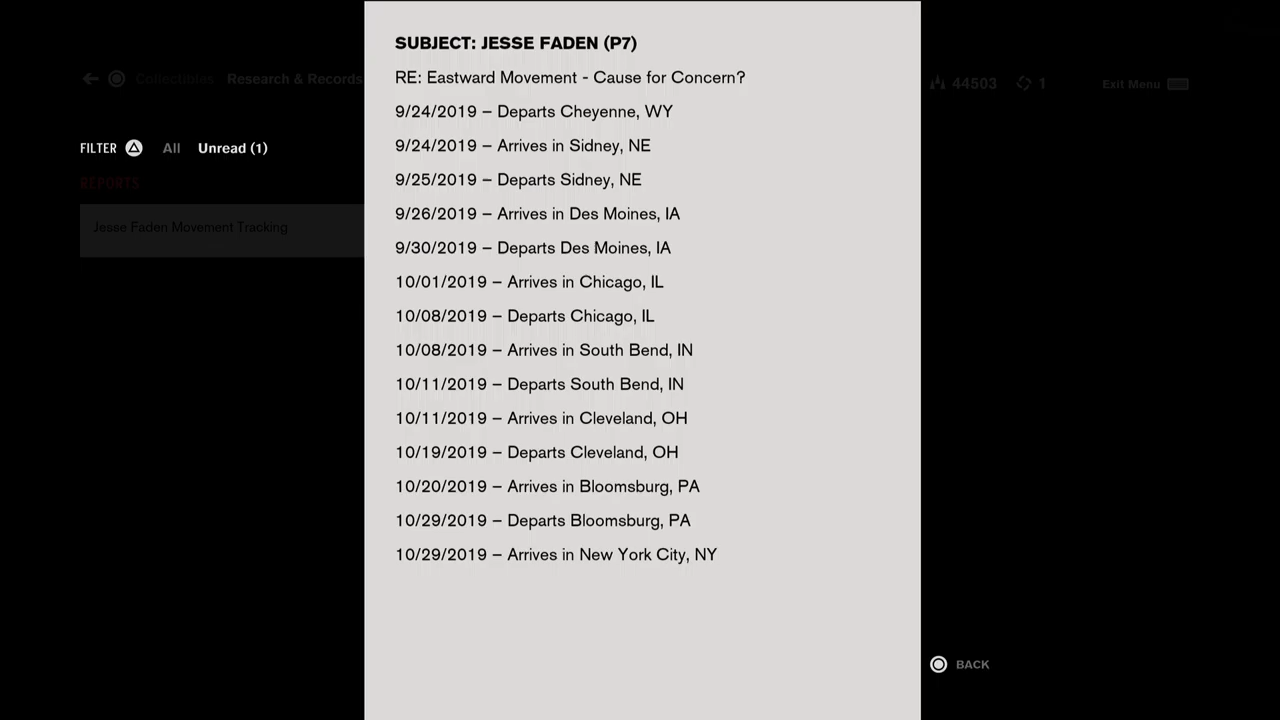 SUBJECT: JESSE FADEN (P7)
RE: Eastward Movement - Cause for Concern?
9/24/2019 – Departs Cheyenne, WY
9/24/2019 – Arrives in Sidney, NE
9/25/2019 – Departs Sidney, NE
9/26/2019 – Arrives in Des Moines, IA
9/30/2019 – Departs Des Moines, IA
10/01/2019 – Arrives in Chicago, IL
10/08/2019 – Departs Chicago, IL
10/08/2019 – Arrives in South Bend, IN
10/11/2019 – Departs South Bend, IN
10/11/2019 – Arrives in Cleveland, OH
10/19/2019 – Departs Cleveland, OH
10/20/2019 – Arrives in Bloomsburg, PA
10/29/2019 – Departs Bloomsburg, PA
10/29/2019 – Arrives in New York City, NY
Collectibles Research & Records
44503 1 Exit Menu
FILTER All Unread (1)
REPORTS
Jesse Faden Movement Tracking
BACK